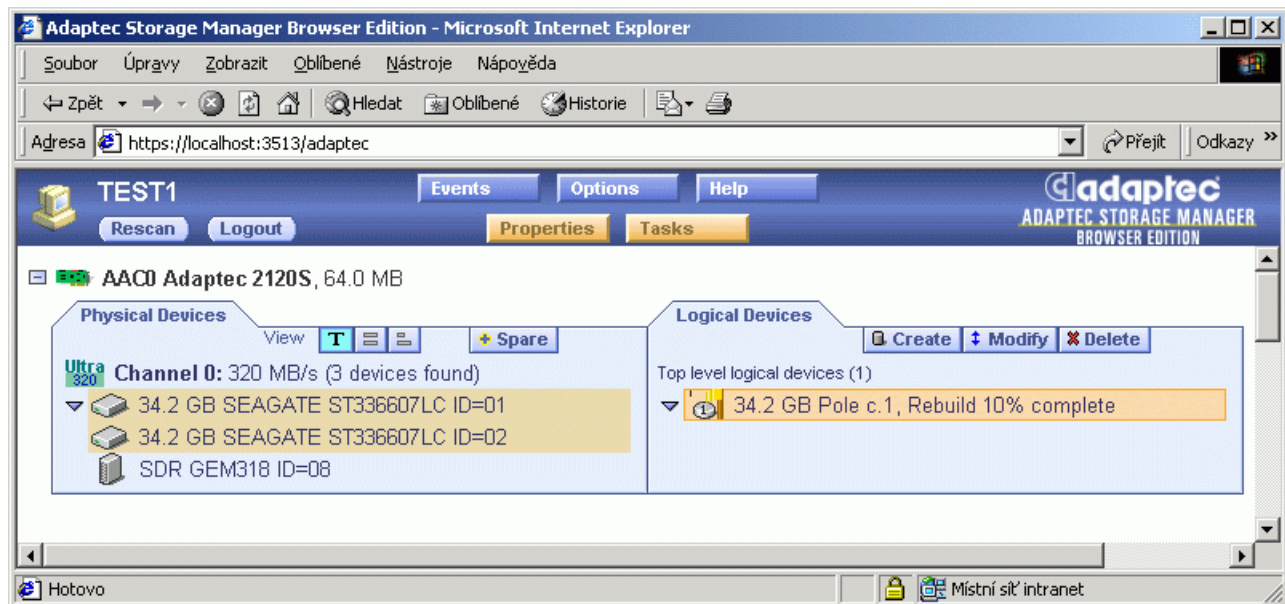 Adaptec Storage Manager Browser Edition - Microsoft Internet Explorer
Soubor Úpravy Zobrazit Oblíbené Nástroje Nápověda
Zpět Hledat Oblíbené Historie
Adresa https://localhost:3513/adaptec Přejít Odkazy »
TEST1 Events Options Help adaptec
Rescan Logout Properties Tasks ADAPTEC STORAGE MANAGER
BROWSER EDITION
AAC0 Adaptec 2120S, 64.0 MB
Physical Devices Logical Devices
View T Spare Create Modify Delete
Ultra 320 Channel 0: 320 MB/s (3 devices found) Top level logical devices (1)
34.2 GB SEAGATE ST336607LC ID=01 1 34.2 GB Pole c.1, Rebuild 10% complete
34.2 GB SEAGATE ST336607LC ID=02
SDR GEM318 ID=08
Hotovo Místní síť intranet